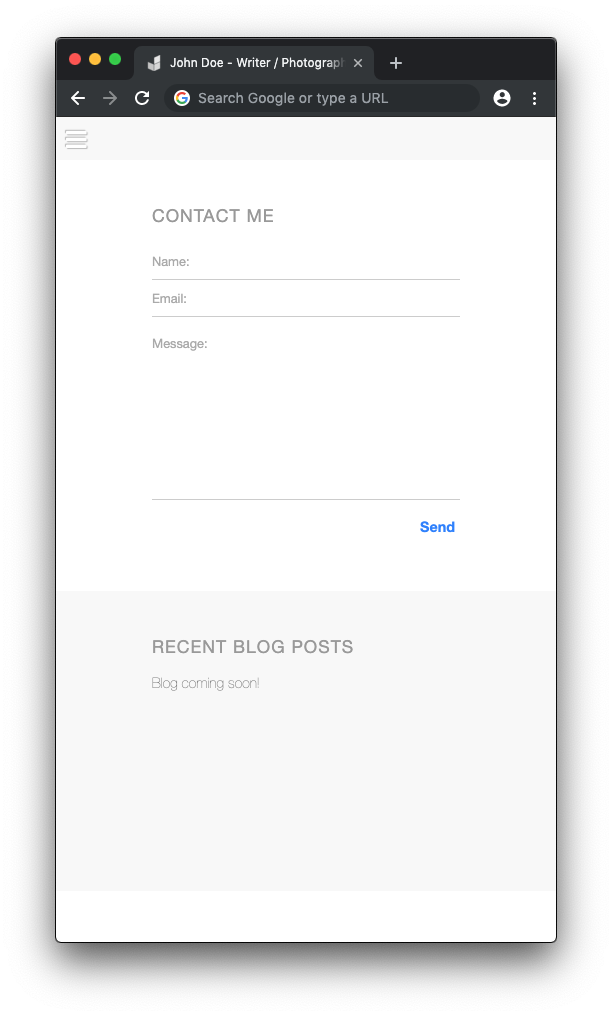 John Doe - Writer / Photograph
Search Google or type a URL
CONTACT ME
Name:
Email:
Message:
Send
RECENT BLOG POSTS
Blog coming soon!